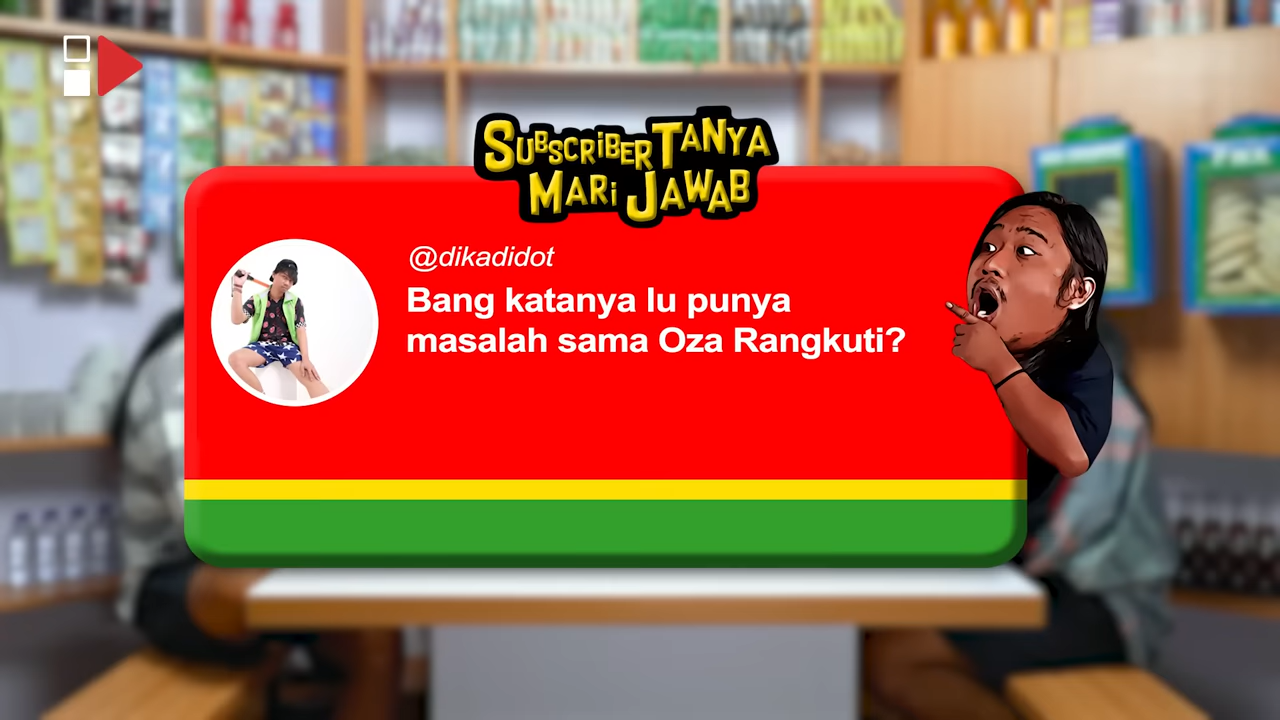 SUBSCRIBER TANYA
MARI JAWAB
@dikadidot
Bang katanya lu punya
masalah sama Oza Rangkuti?